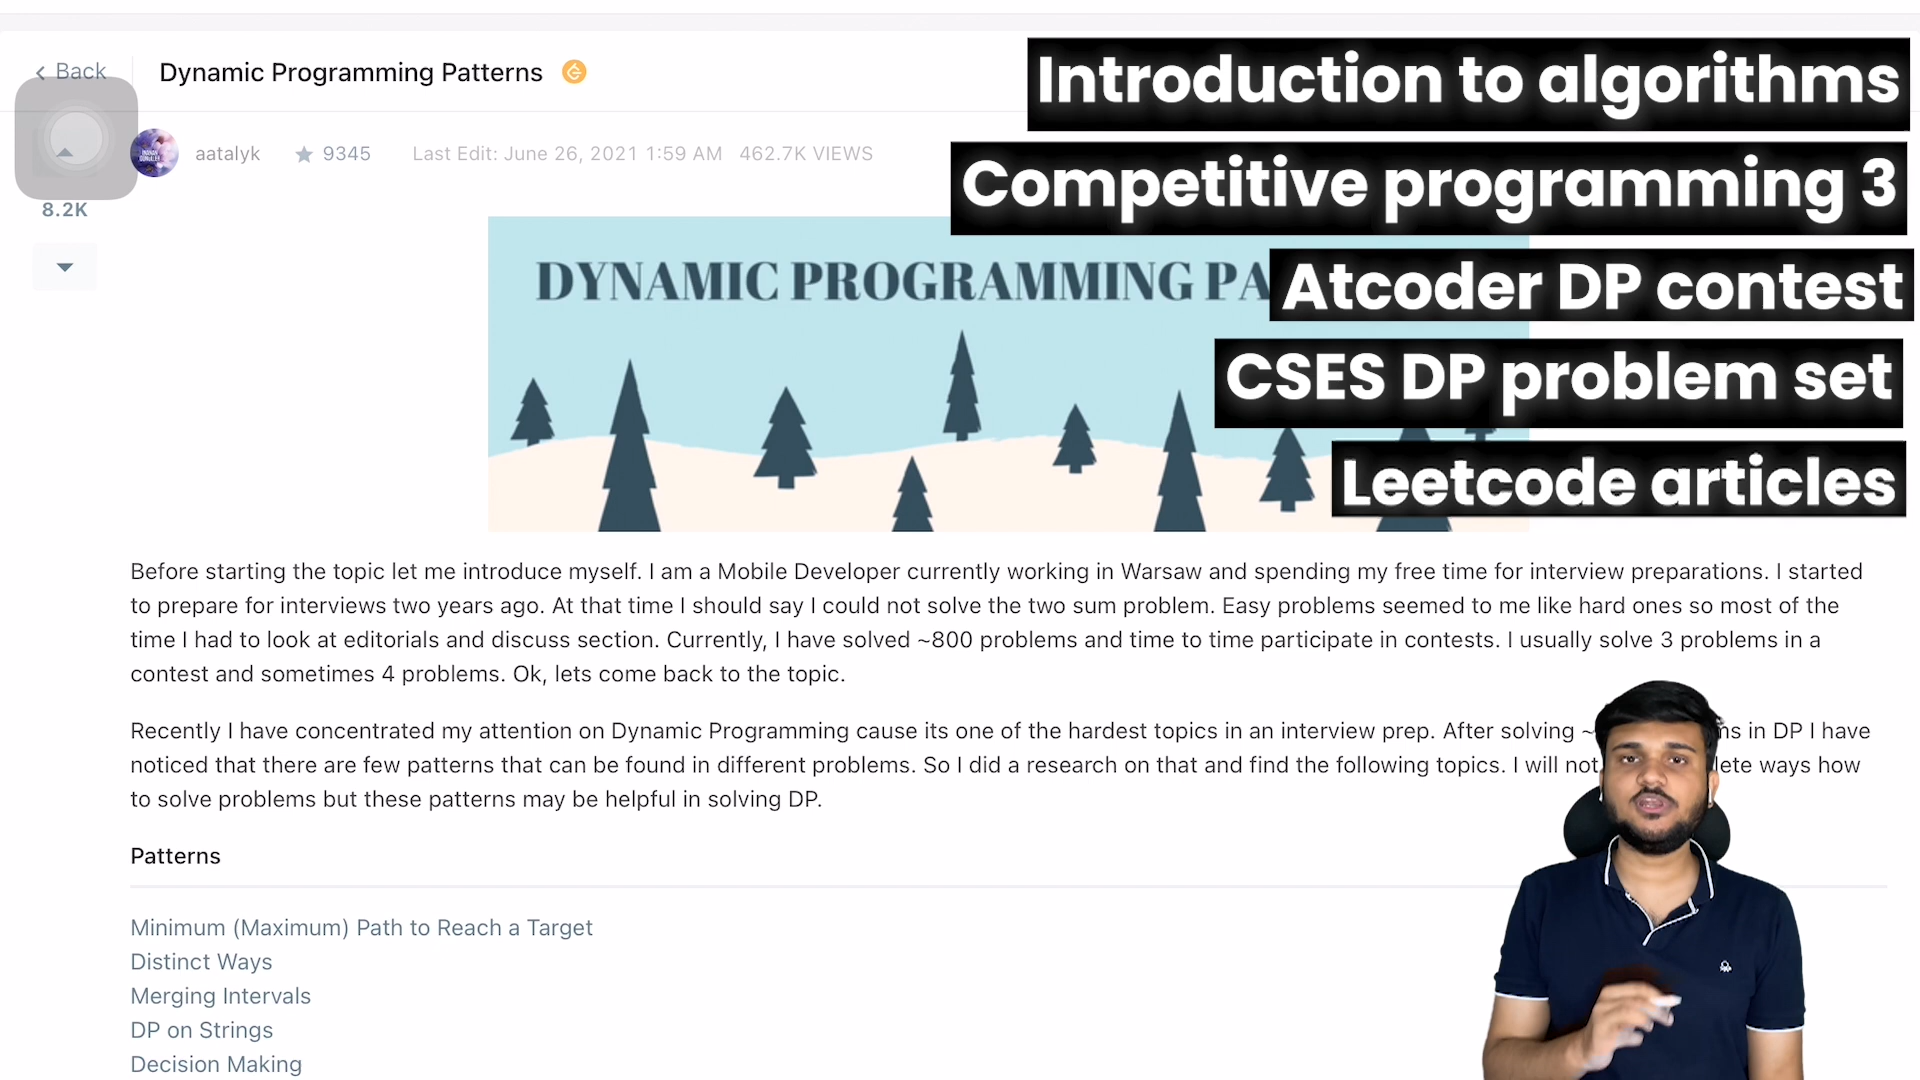 Back
Dynamic Programming Patterns
Introduction to algorithms
Competitive programming 3
Atcoder DP contest
CSES DP problem set
Leetcode articles
aatalyk 9345 Last Edit: June 26, 2021 1:59 AM 462.7K VIEWS
8.2K
DYNAMIC PROGRAMMING PA
Before starting the topic let me introduce myself. I am a Mobile Developer currently working in Warsaw and spending my free time for interview preparations. I started
to prepare for interviews two years ago. At that time I should say I could not solve the two sum problem. Easy problems seemed to me like hard ones so most of the
time I had to look at editorials and discuss section. Currently, I have solved ~800 problems and time to time participate in contests. I usually solve 3 problems in a
contest and sometimes 4 problems. Ok, lets come back to the topic.
Recently I have concentrated my attention on Dynamic Programming cause its one of the hardest topics in an interview prep. After solving ~ ns in DP I have
noticed that there are few patterns that can be found in different problems. So I did a research on that and find the following topics. I will not lete ways how
to solve problems but these patterns may be helpful in solving DP.
Patterns
Minimum (Maximum) Path to Reach a Target
Distinct Ways
Merging Intervals
DP on Strings
Decision Making